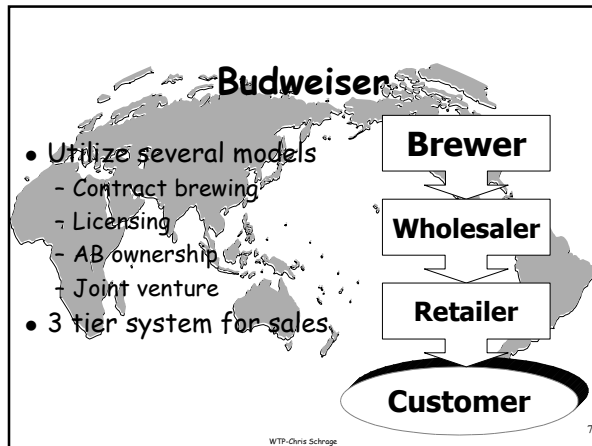 Budweiser
• Utilize several models
– Contract brewing
– Licensing
– AB ownership
– Joint venture
• 3 tier system for sales
Brewer
Wholesaler
Retailer
Customer
WTP-Chris Schrage
7